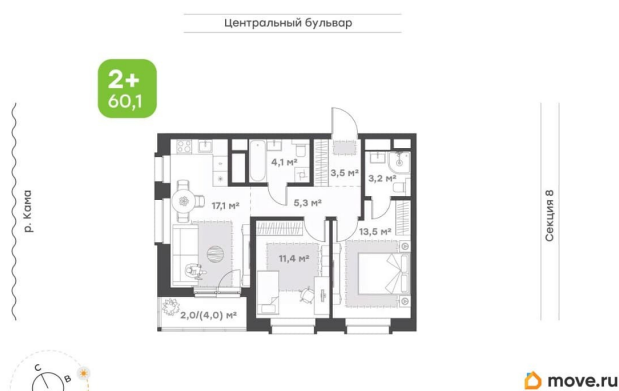 Центральный бульвар
2+
60,1
4,1 м²
3,5 м²
3,2 м²
17,1 м²
5,3 м²
13,5 м²
11,4 м²
2,0/(4,0) м²
р. Кама
Секция 8
С
В
move.ru